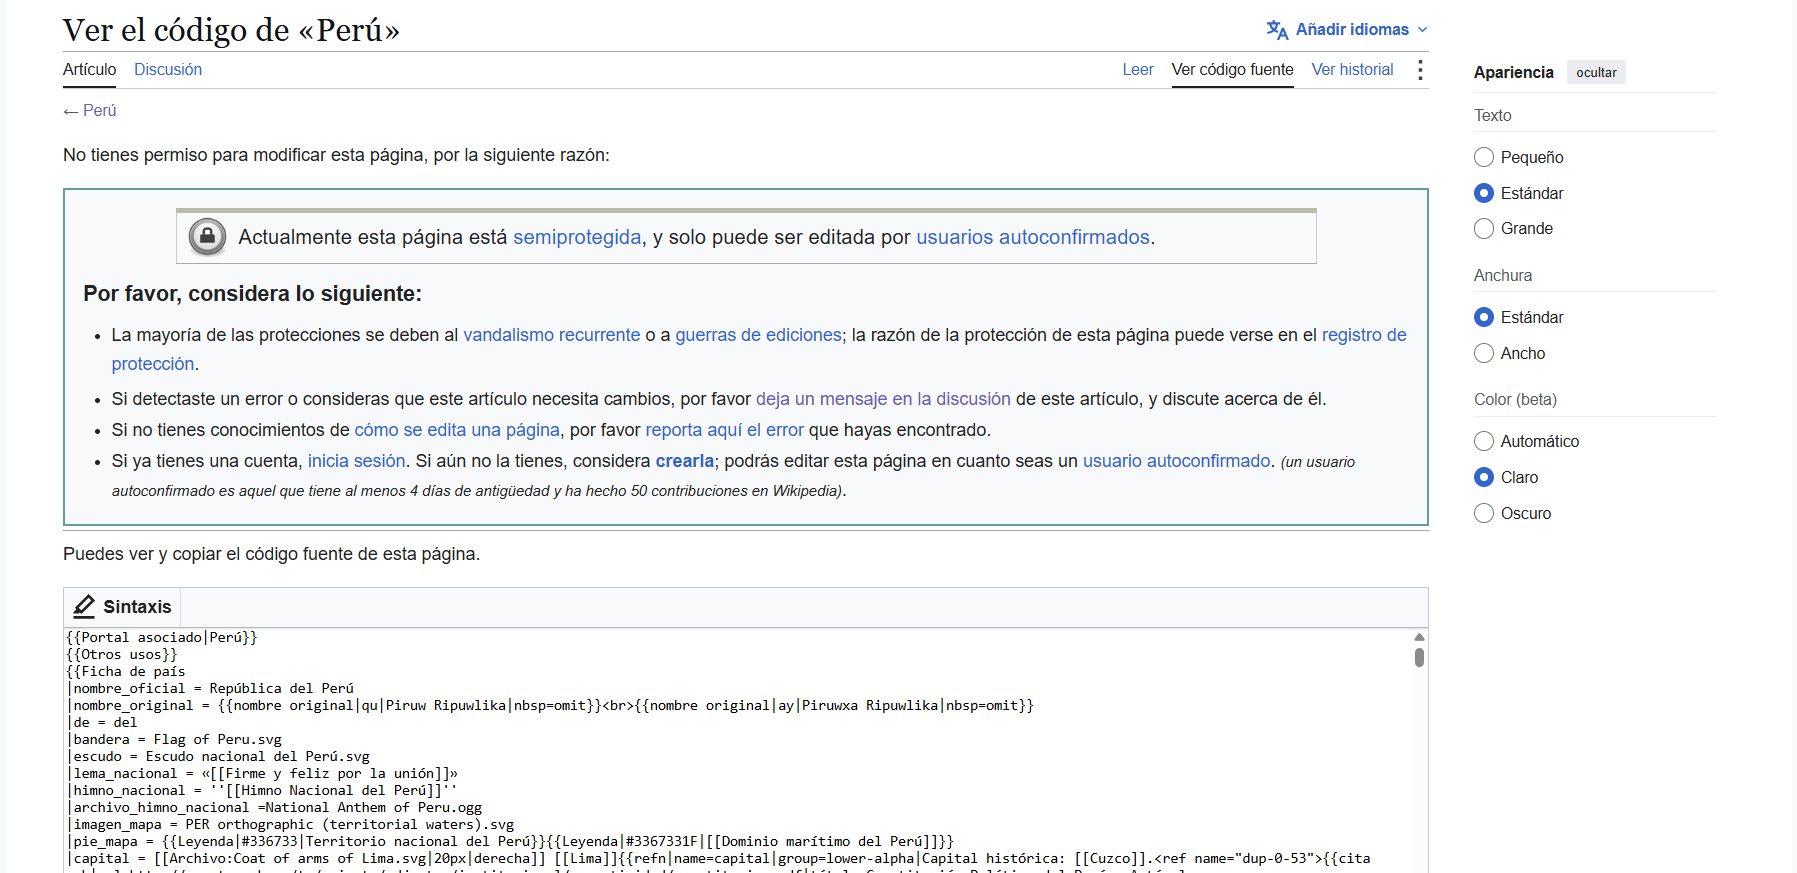 Ver el código de «Perú»
Añadir idiomas
Artículo Discusión
Leer Ver código fuente Ver historial
← Perú
No tienes permiso para modificar esta página, por la siguiente razón:
Actualmente esta página está semiprotegida, y solo puede ser editada por usuarios autoconfirmados.
Por favor, considera lo siguiente:
• La mayoría de las protecciones se deben al vandalismo recurrente o a guerras de ediciones; la razón de la protección de esta página puede verse en el registro de
protección.
• Si detectaste un error o consideras que este artículo necesita cambios, por favor deja un mensaje en la discusión de este artículo, y discute acerca de él.
• Si no tienes conocimientos de cómo se edita una página, por favor reporta aquí el error que hayas encontrado.
• Si ya tienes una cuenta, inicia sesión. Si aún no la tienes, considera crearla; podrás editar esta página en cuanto seas un usuario autoconfirmado. (un usuario
autoconfirmado es aquel que tiene al menos 4 días de antigüedad y ha hecho 50 contribuciones en Wikipedia).
Puedes ver y copiar el código fuente de esta página.
Sintaxis
{{Portal asociado|Perú}}
{{Otros usos}}
{{Ficha de país
|nombre_oficial = República del Perú
|nombre_original = {{nombre original|qu|Piruw Ripuwlika|nbsp=omit}}<br>{{nombre original|ay|Piruwxa Ripuwlika|nbsp=omit}}
|de = del
|bandera = Flag of Peru.svg
|escudo = Escudo nacional del Perú.svg
|lema_nacional = «[[Firme y feliz por la unión]]»
|himno_nacional = ''[[Himno Nacional del Perú]]''
|archivo_himno_nacional =National Anthem of Peru.ogg
|imagen_mapa = PER orthographic (territorial waters).svg
|pie_mapa = {{Leyenda|#336733|Territorio nacional del Perú}}{{Leyenda|#3367331F|[[Dominio marítimo del Perú]]}}
|capital = [[Archivo:Coat of arms of Lima.svg|20px|derecha]] [[Lima]]{{refn|name=capital|group=lower-alpha|Capital histórica: [[Cuzco]].<ref name="dup-0-53">{{cita
Apariencia ocultar
Texto
Pequeño
Estándar
Grande
Anchura
Estándar
Ancho
Color (beta)
Automático
Claro
Oscuro